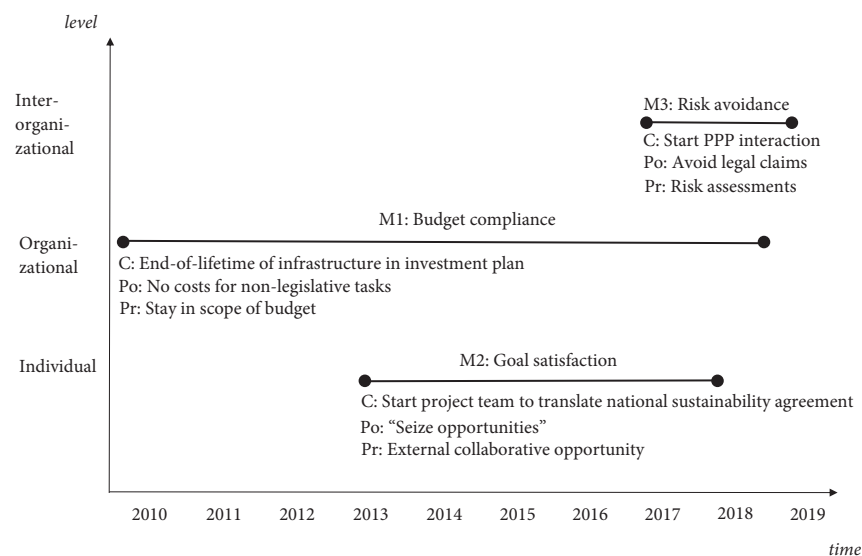 level
Inter-
organi-
zational
M3: Risk avoidance
C: Start PPP interaction
Po: Avoid legal claims
Pr: Risk assessments
Organi-
zational
M1: Budget compliance
C: End-of-lifetime of infrastructure in investment plan
Po: No costs for non-legislative tasks
Pr: Stay in scope of budget
Individual
M2: Goal satisfaction
C: Start project team to translate national sustainability agreement
Po: “Seize opportunities”
Pr: External collaborative opportunity
2010 2011 2012 2013 2014 2015 2016 2017 2018 2019
time